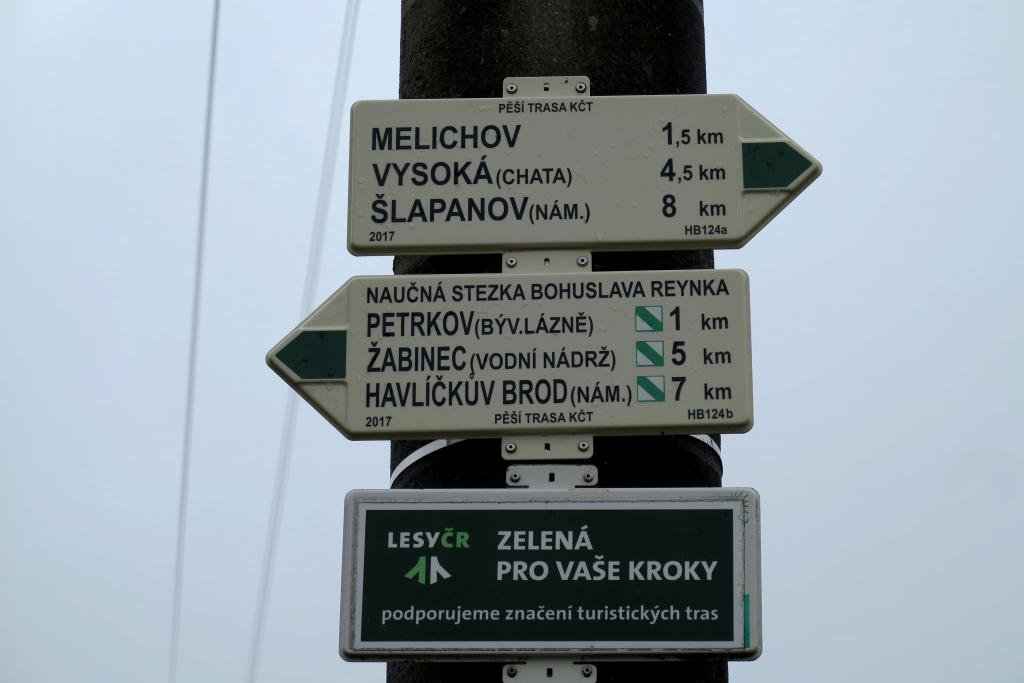 PĚŠÍ TRASA KČT
MELICHOV 1,5 km
VYSOKÁ (CHATA) 4,5 km
ŠLAPANOV (NÁM.) 8 km
2017 HB124a
NAUČNÁ STEZKA BOHUSLAVA REYNKA
PETRKOV (BÝV.LÁZNĚ) 1 km
ŽABINEC (VODNÍ NÁDRŽ) 5 km
HAVLÍČKŮV BROD (NÁM.) 7 km
2017 PĚŠÍ TRASA KČT HB124b
LESY ČR ZELENÁ
PRO VAŠE KROKY
podporujeme značení turistických tras